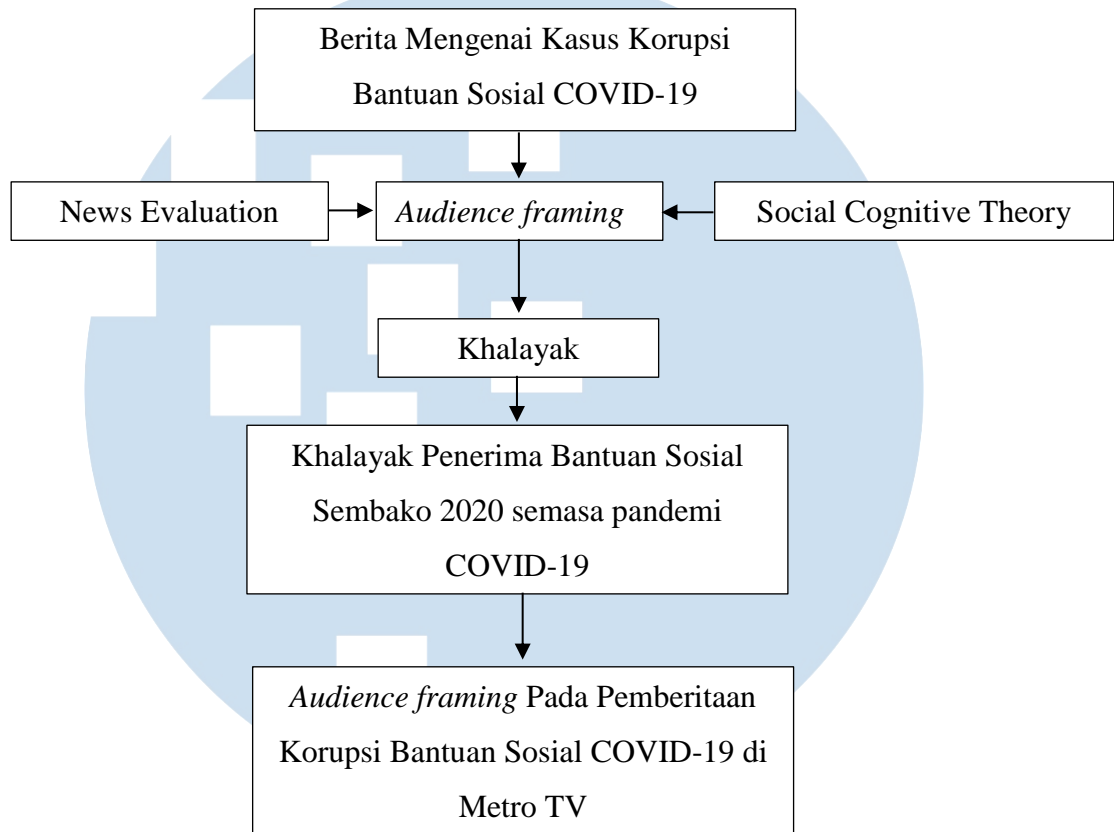 Berita Mengenai Kasus Korupsi
Bantuan Sosial COVID-19
News Evaluation
Audience framing
Social Cognitive Theory
Khalayak
Khalayak Penerima Bantuan Sosial
Sembako 2020 semasa pandemi
COVID-19
Audience framing Pada Pemberitaan
Korupsi Bantuan Sosial COVID-19 di
Metro TV